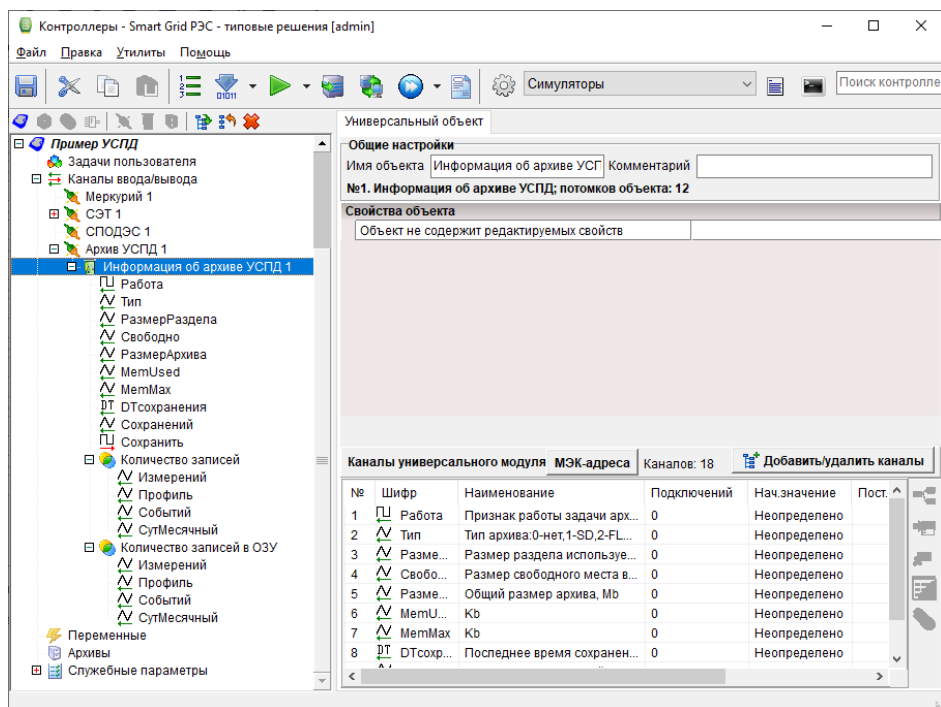 Контроллеры - Smart Grid РЭС - типовые решения [admin]
Файл Правка Утилиты Помощь
Симуляторы
Поиск контролле
Пример УСПД
Задачи пользователя
Каналы ввода/вывода
Меркурий 1
СЭТ 1
СПОДЭС 1
Архив УСПД 1
Информация об архиве УСПД 1
Работа
Тип
РазмерРаздела
Свободно
РазмерАрхива
MemUsed
MemMax
DTсохранения
Сохранений
Сохранить
Количество записей
Измерений
Профиль
Событий
СутМесячный
Количество записей в ОЗУ
Измерений
Профиль
Событий
СутМесячный
Переменные
Архивы
Служебные параметры
Универсальный объект
Общие настройки
Имя объекта Информация об архиве УСГ Комментарий
№1. Информация об архиве УСПД; потомков объекта: 12
Свойства объекта
Объект не содержит редактируемых свойств
Каналы универсального модуля МЭК-адреса Каналов: 18 Добавить/удалить каналы
№ Шифр Наименование Подключений Нач.значение Пост.
1 Работа Признак работы задачи арх... 0 Неопределено
2 Тип Тип архива:0-нет,1-SD,2-FL... 0 Неопределено
3 Разме... Размер раздела используе... 0 Неопределено
4 Свобо... Размер свободного места в... 0 Неопределено
5 Разме... Общий размер архива, Mb 0 Неопределено
6 MemU... Kb 0 Неопределено
7 MemMax Kb 0 Неопределено
8 DTсохр... Последнее время сохранен... 0 Неопределено